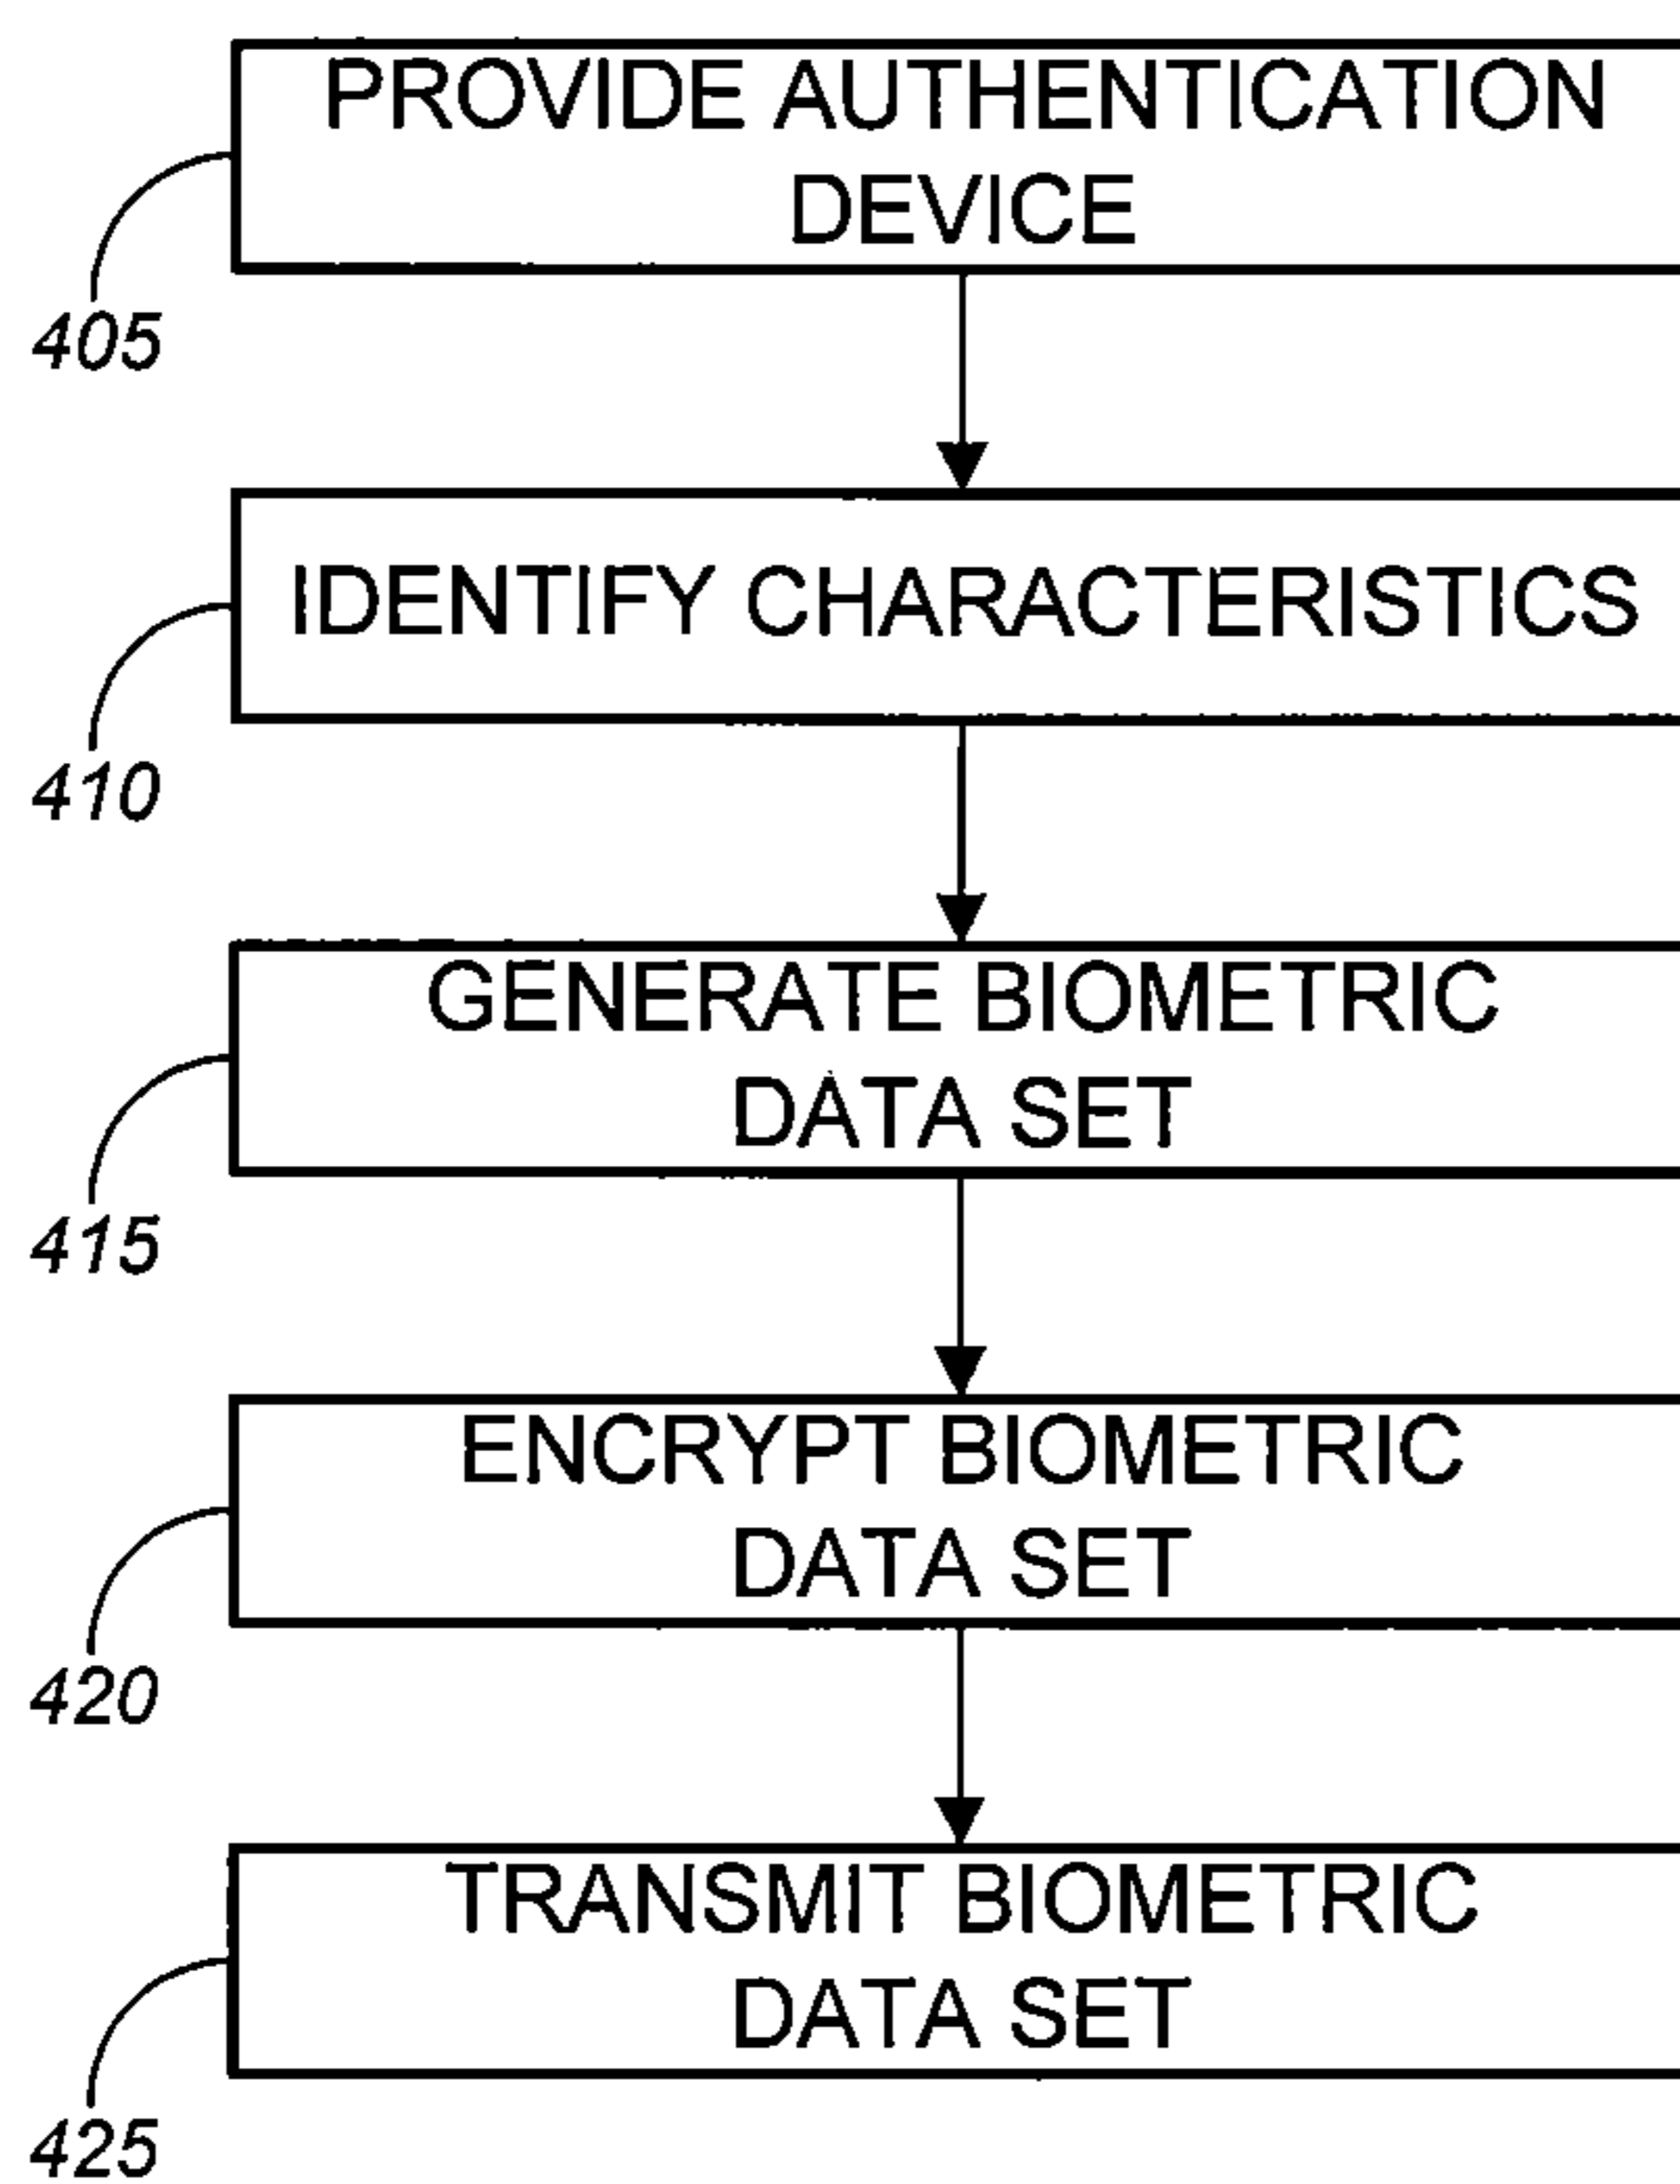 PROVIDE AUTHENTICATION
DEVICE
405
IDENTIFY CHARACTERISTICS
410
GENERATE BIOMETRIC
DATA SET
415
ENCRYPT BIOMETRIC
DATA SET
420
TRANSMIT BIOMETRIC
DATA SET
425